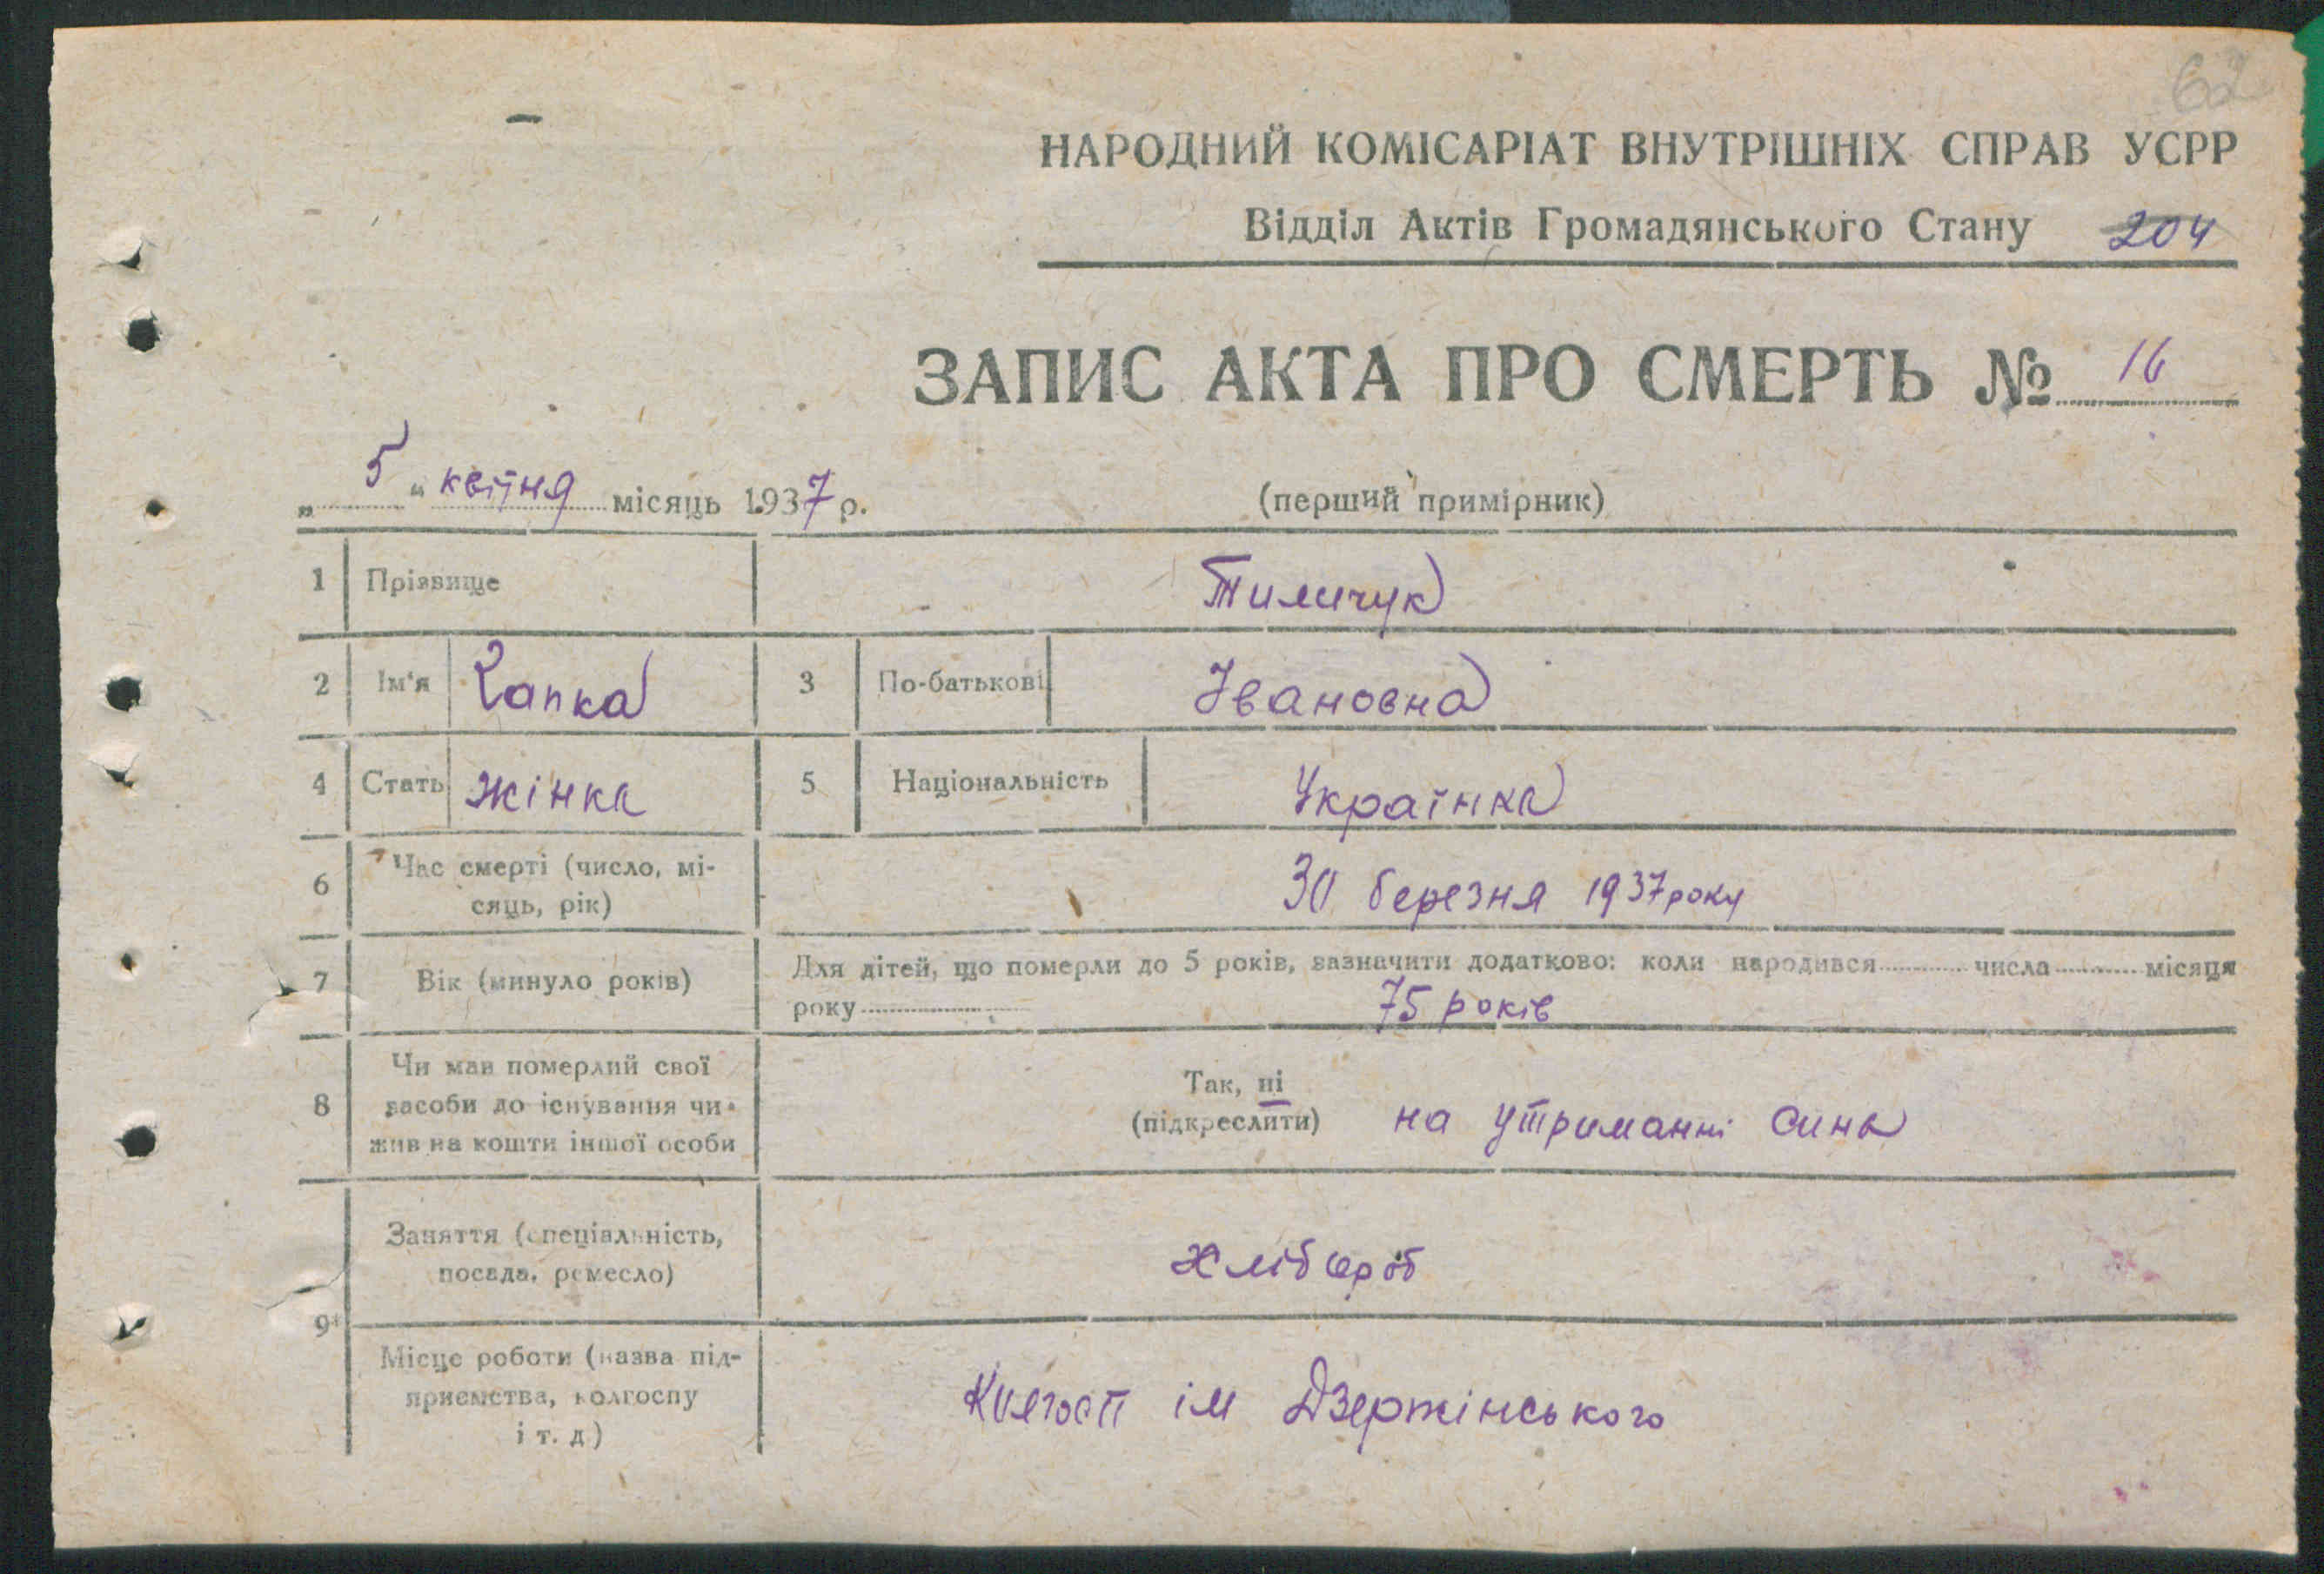 62
НАРОДНИЙ КОМІСАРІАТ ВНУТРІШНІХ СПРАВ УСРР
Відділ Актів Громадянського Стану 204
ЗАПИС АКТА ПРО СМЕРТЬ № 16
„ 5 " квітня місяць 1937 р. (перший примірник)
1 Прізвище Тимчук
2 Ім'я Гапка 3 По-батькові Івановна
4 Стать жінка 5 Національність Українка
6 Час смерті (число, мі-
сяць, рік) 30 березня 1937 року
7 Вік (минуло років) Для дітей, що померли до 5 років, зазначити додатково: коли народився числа місяця
року 75 років
8 Чи мав померлий свої
засоби до існування чи
жив на кошти іншої особи Так, ні
(підкреслити) на утриманні сина
9 Заняття (спеціальність,
посада, ремесло) хлібороб
Місце роботи (назва під-
приємства, колгоспу
і т. д) Колгосп ім Дзержінського